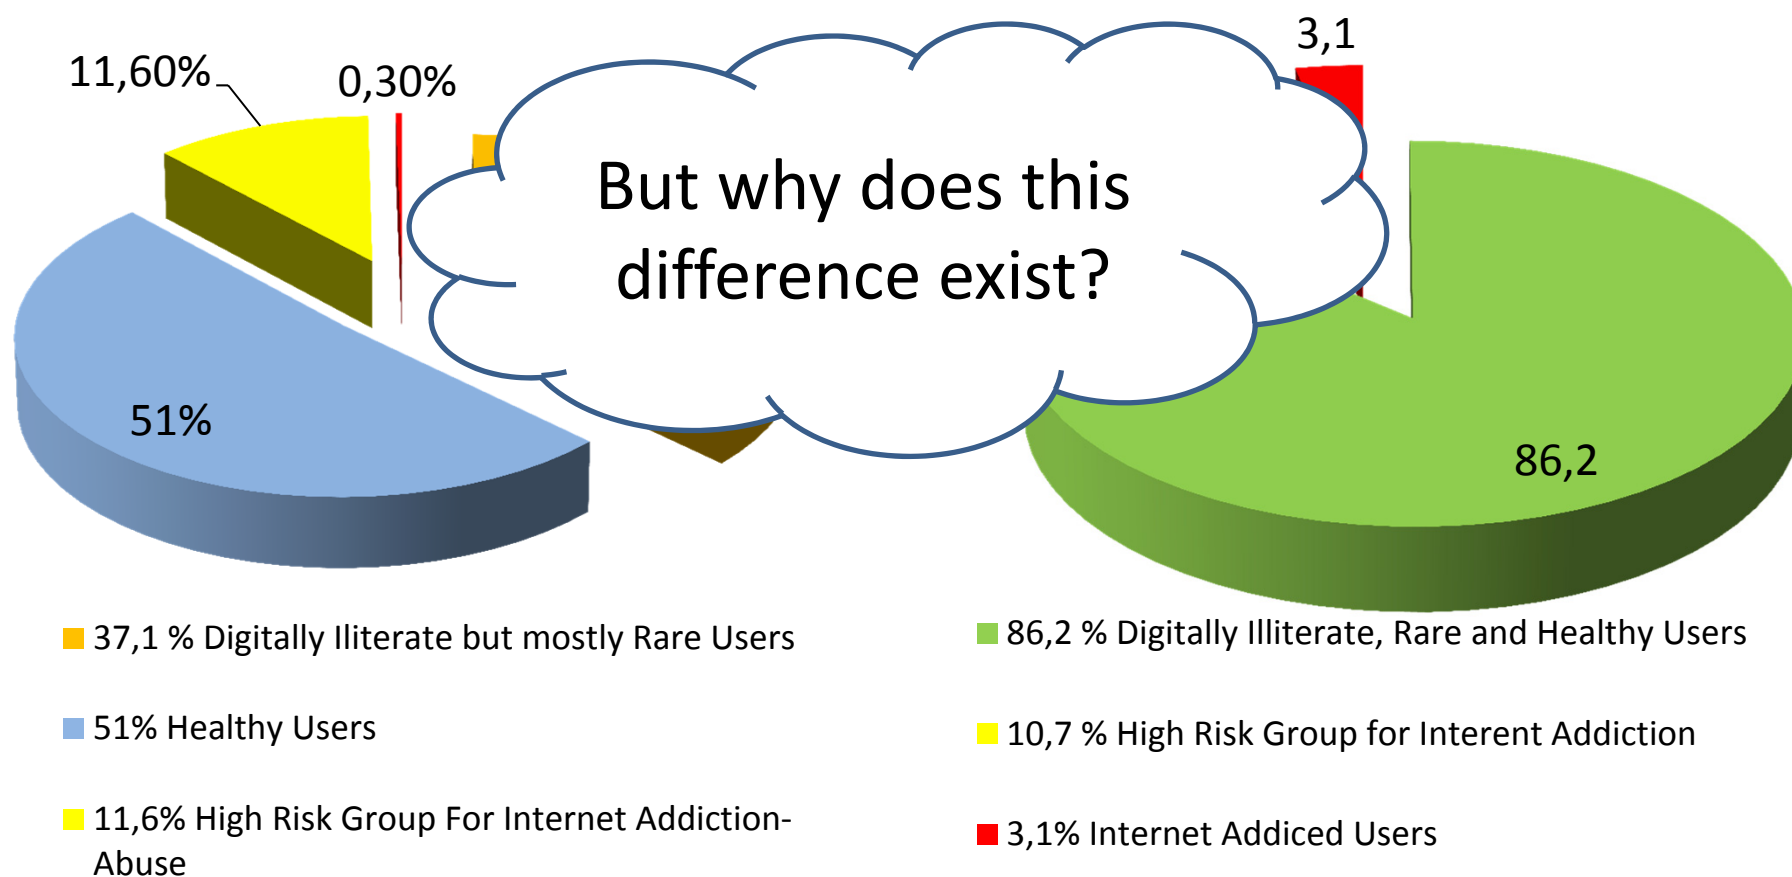 11,60%
0,30%
3,1
But why does this
difference exist?
51%
86,2
37,1 % Digitally Iliterate but mostly Rare Users
51% Healthy Users
11,6% High Risk Group For Internet Addiction-
Abuse
86,2 % Digitally Illiterate, Rare and Healthy Users
10,7 % High Risk Group for Interent Addiction
3,1% Internet Addiced Users